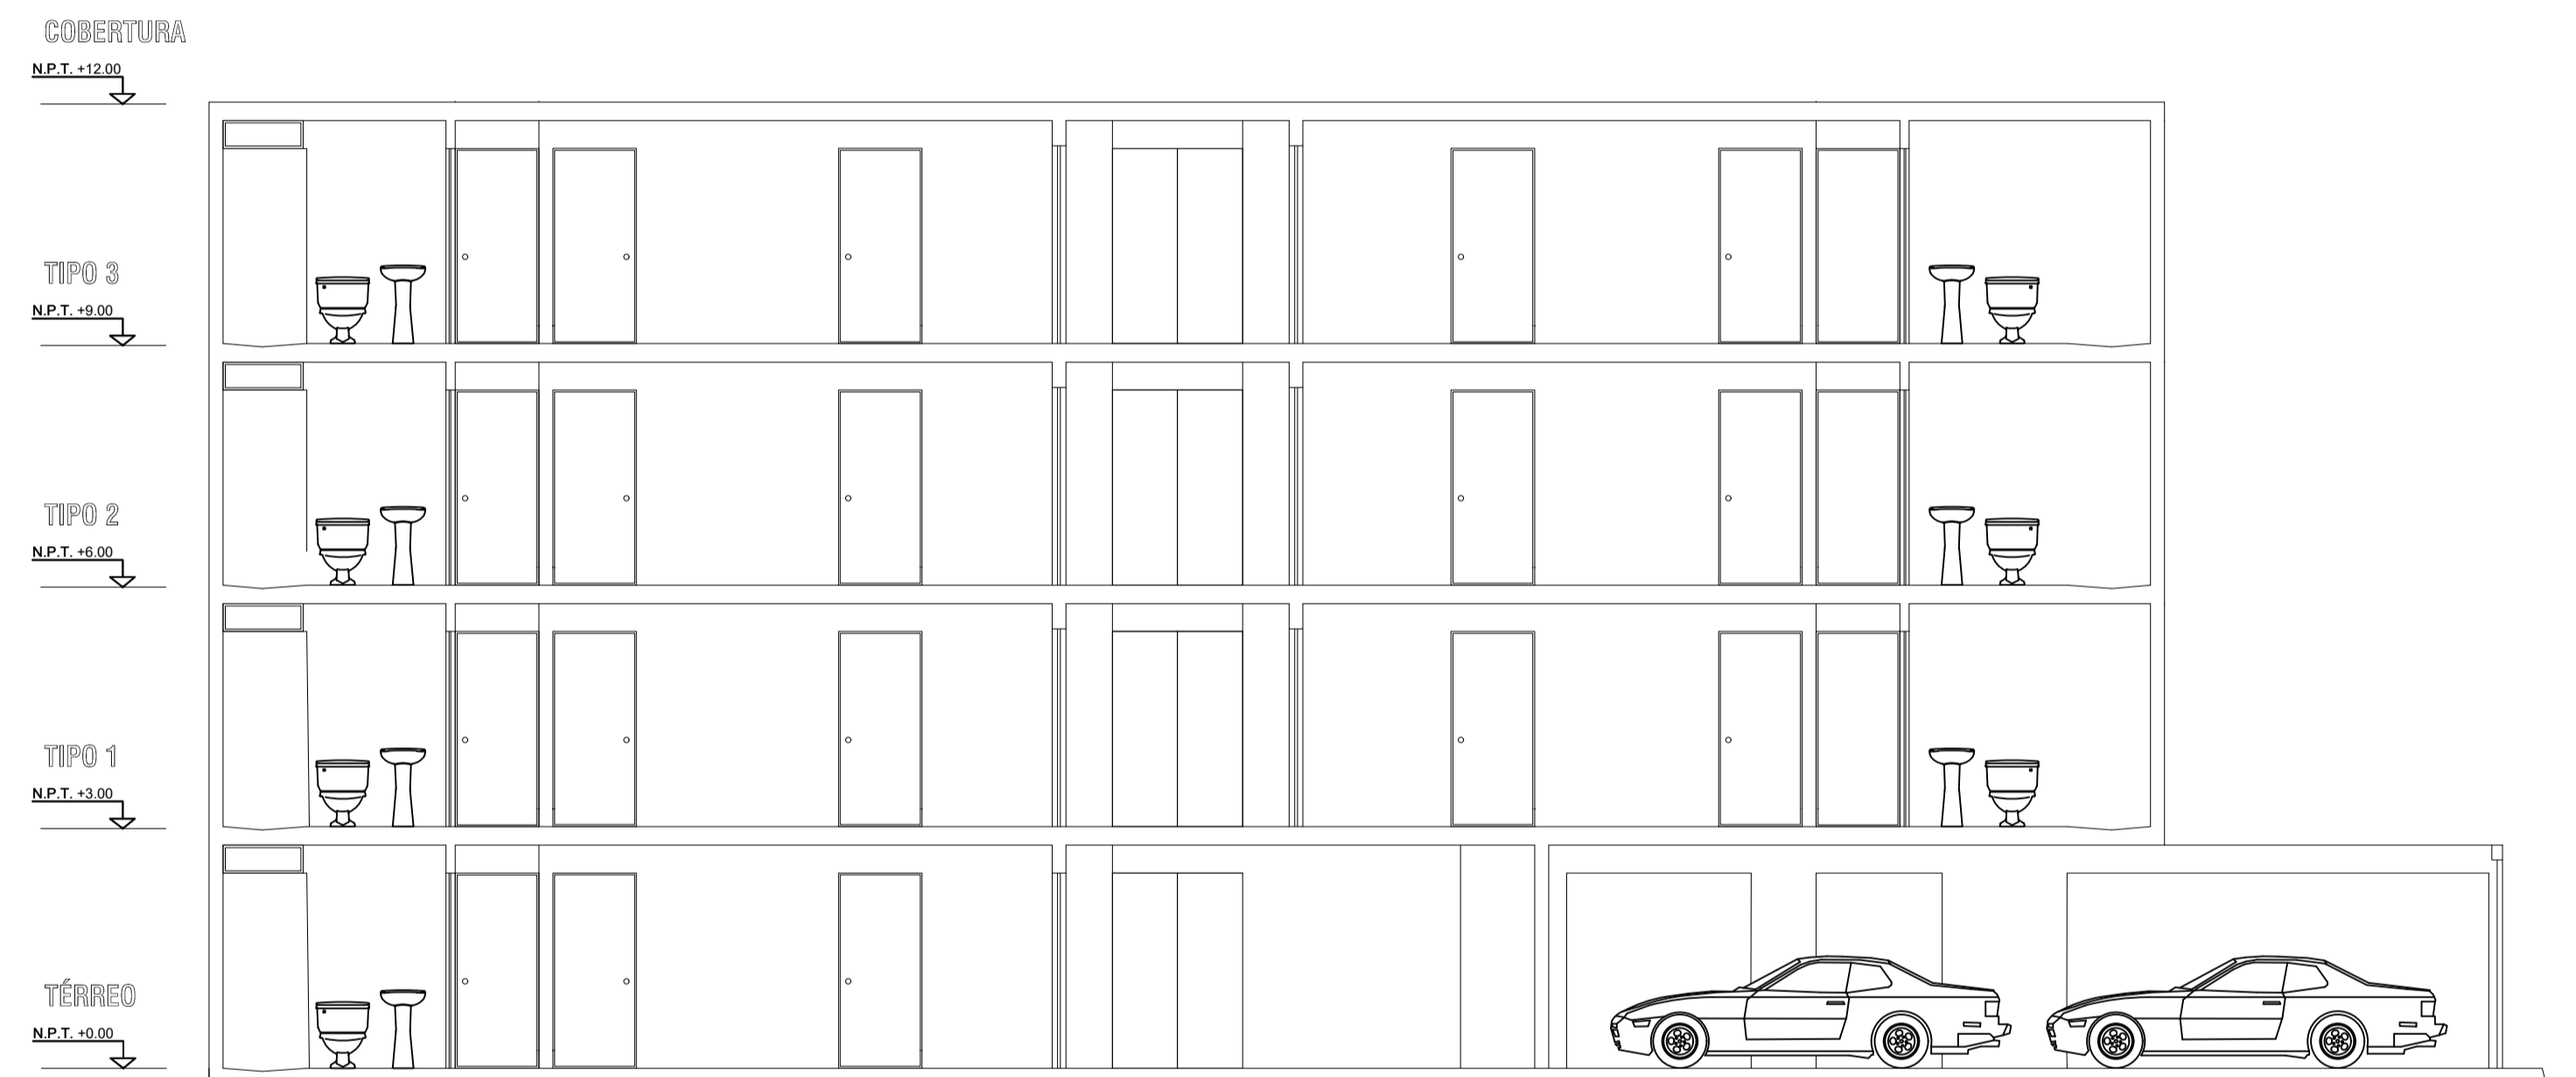 COBERTURA
N.P.T. +12.00
TIPO 3
N.P.T. +9.00
TIPO 2
N.P.T. +6.00
TIPO 1
N.P.T. +3.00
TÉRREO
N.P.T. +0.00